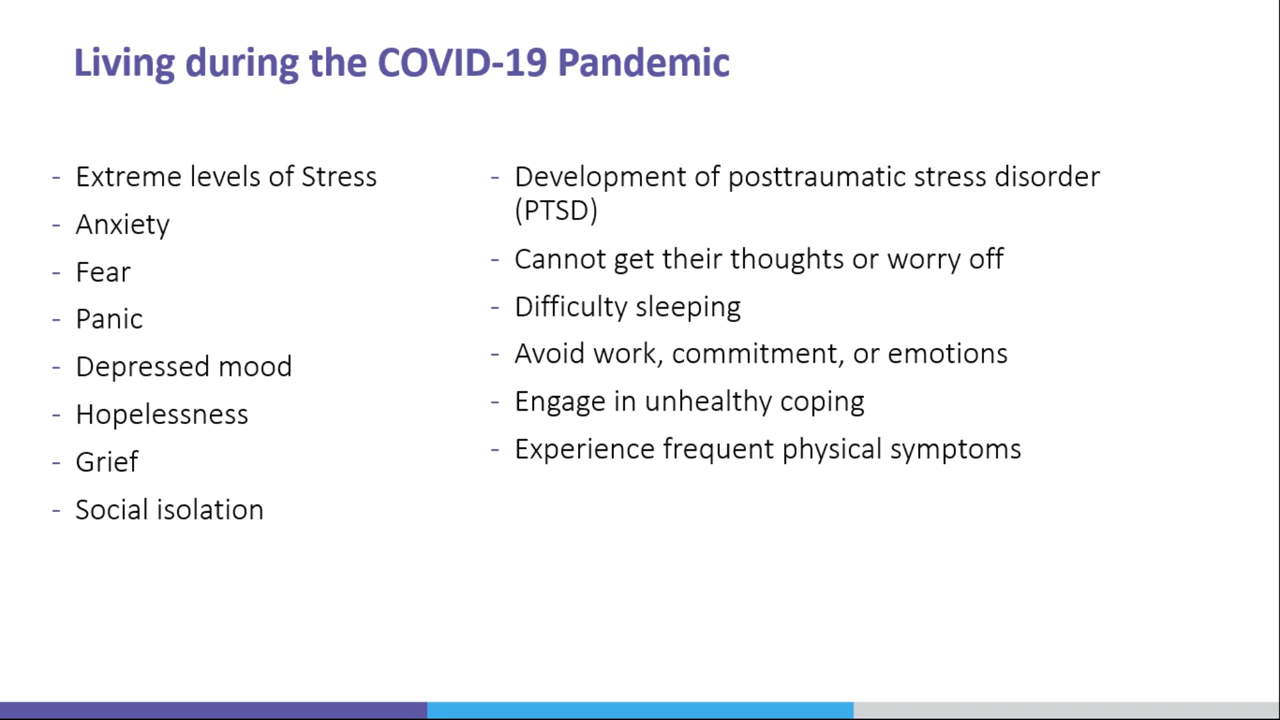 Living during the COVID-19 Pandemic
- Extreme levels of Stress
- Anxiety
- Fear
- Panic
- Depressed mood
- Hopelessness
- Grief
- Social isolation
- Development of posttraumatic stress disorder
(PTSD)
- Cannot get their thoughts or worry off
- Difficulty sleeping
- Avoid work, commitment, or emotions
- Engage in unhealthy coping
- Experience frequent physical symptoms